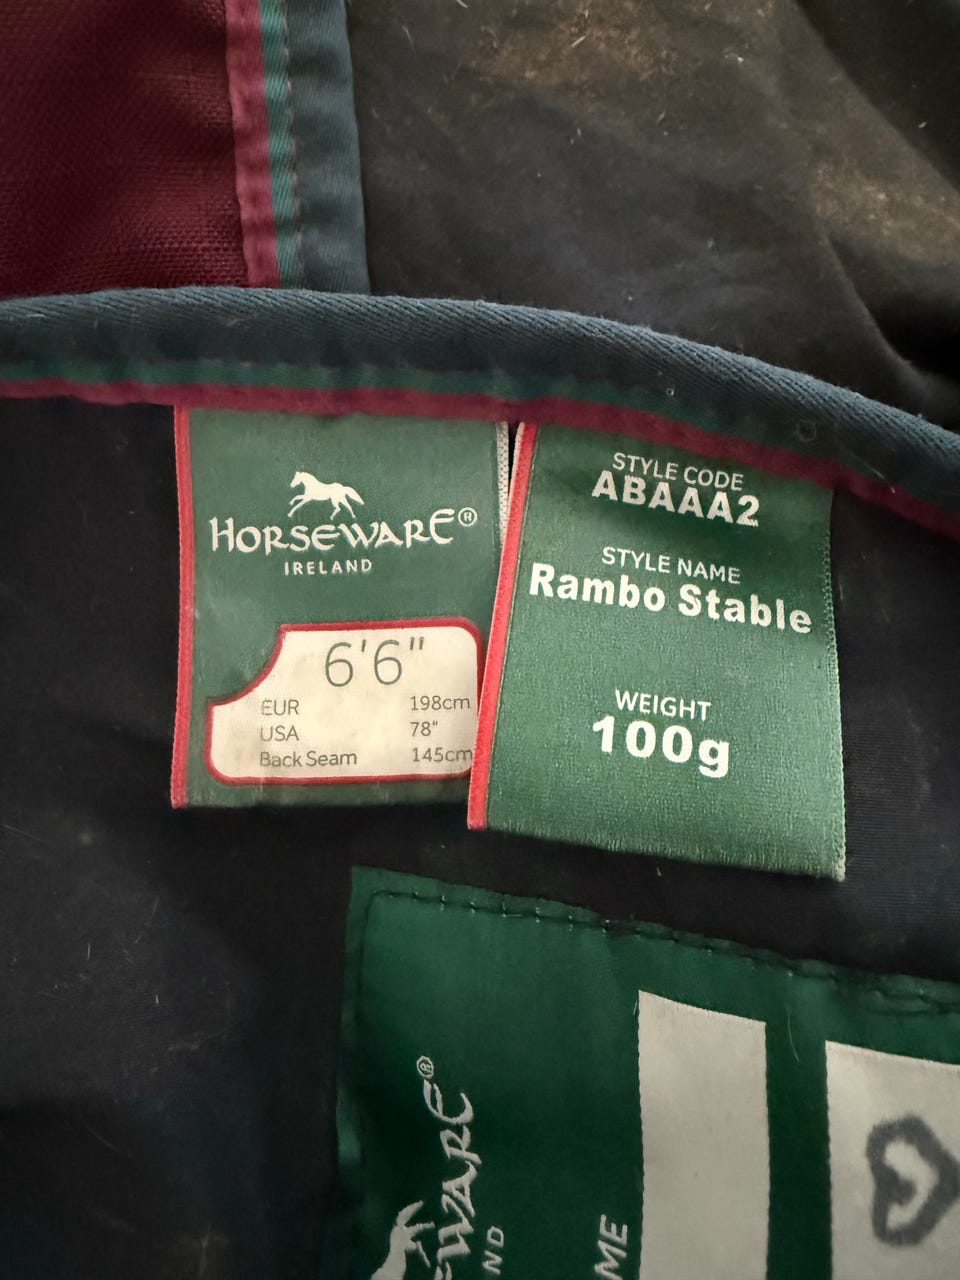 HORSEWARE®
IRELAND
6'6"
EUR 198cm
USA 78"
Back Seam 145cm
STYLE CODE
ABAAA2
STYLE NAME
Rambo Stable
WEIGHT
100g